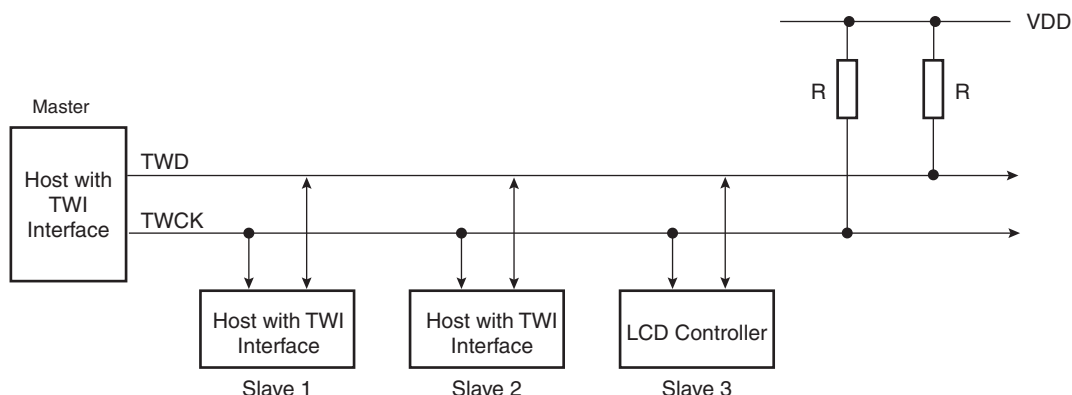 VDD
R
R
Master
Host with
TWI
Interface
TWD
TWCK
Host with TWI
Interface
Slave 1
Host with TWI
Interface
Slave 2
LCD Controller
Slave 3